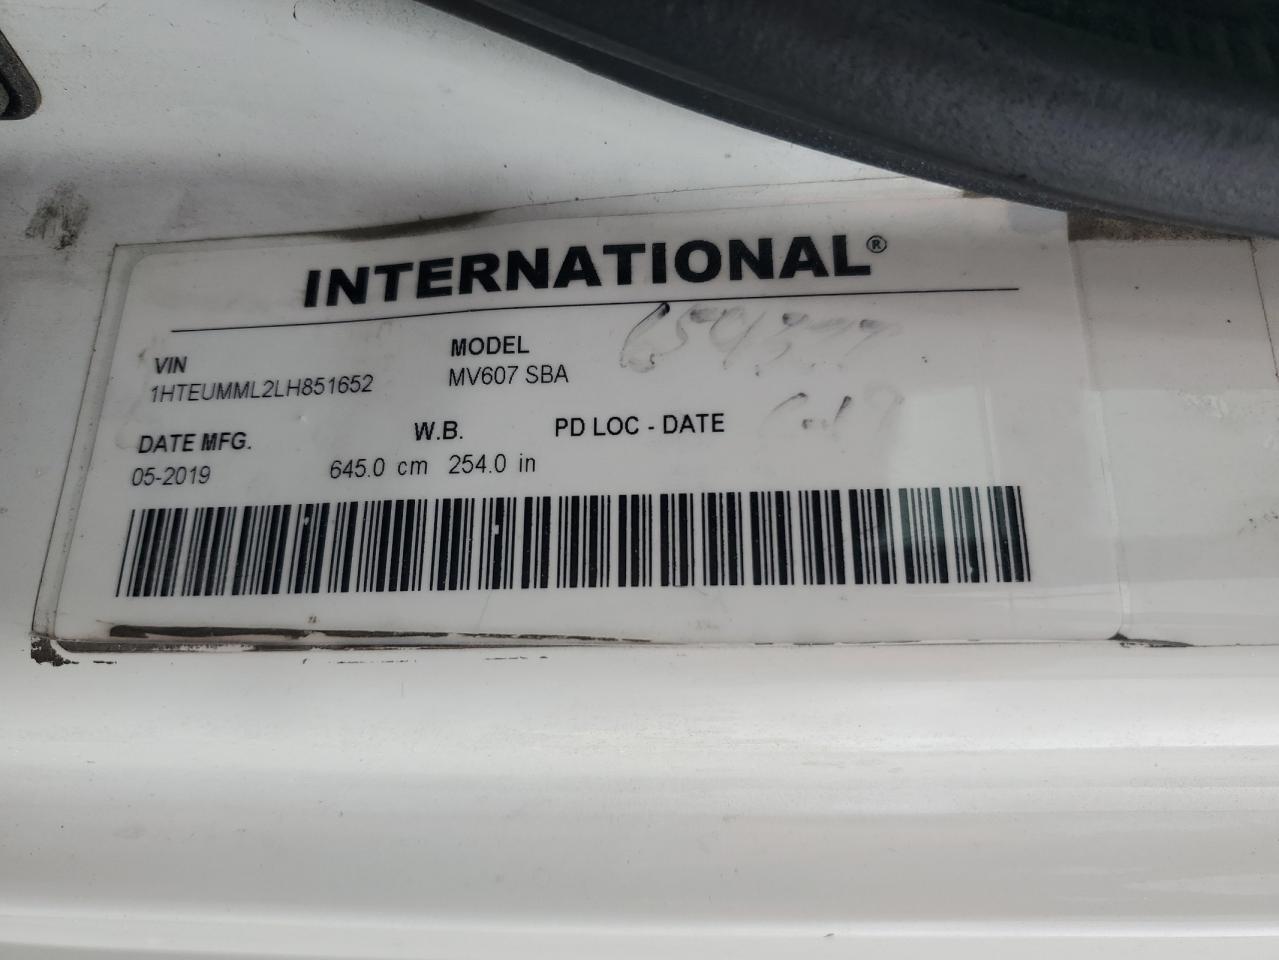 INTERNATIONAL®
VIN
1HTEUMML2LH851652
MODEL
MV607 SBA
DATE MFG.
05-2019
W.B.
645.0 cm 254.0 in
PD LOC - DATE